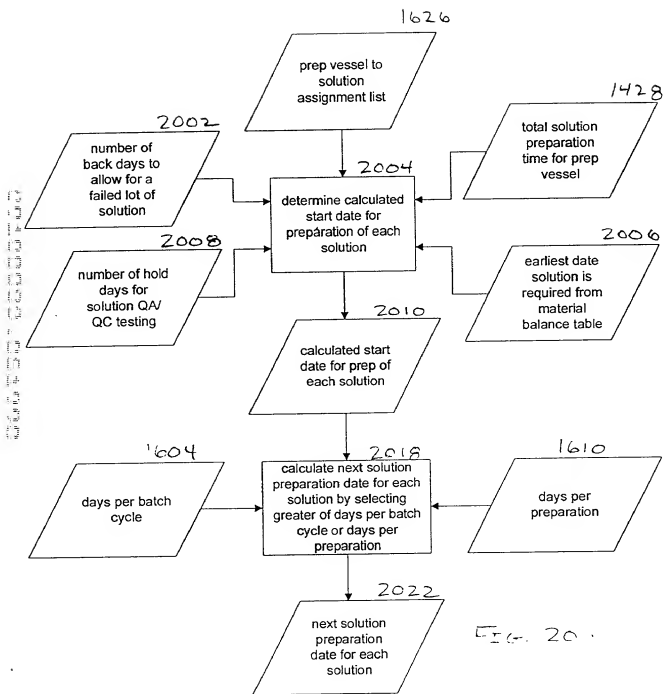 1626
prep vessel to
solution
assignment list
1428
total solution
preparation
time for prep
vessel
2002
number of
back days to
allow for a
failed lot of
solution
2004
determine calculated
start date for
preparation of each
solution
2008
number of hold
days for
solution QA/
QC testing
2006
earliest date
solution is
required from
material
balance table
2010
calculated start
date for prep of
each solution
1604
days per batch
cycle
2018
calculate next solution
preparation date for each
solution by selecting
greater of days per batch
cycle or days per
preparation
1610
days per
preparation
2022
next solution
preparation
date for each
solution
FIG. 20.